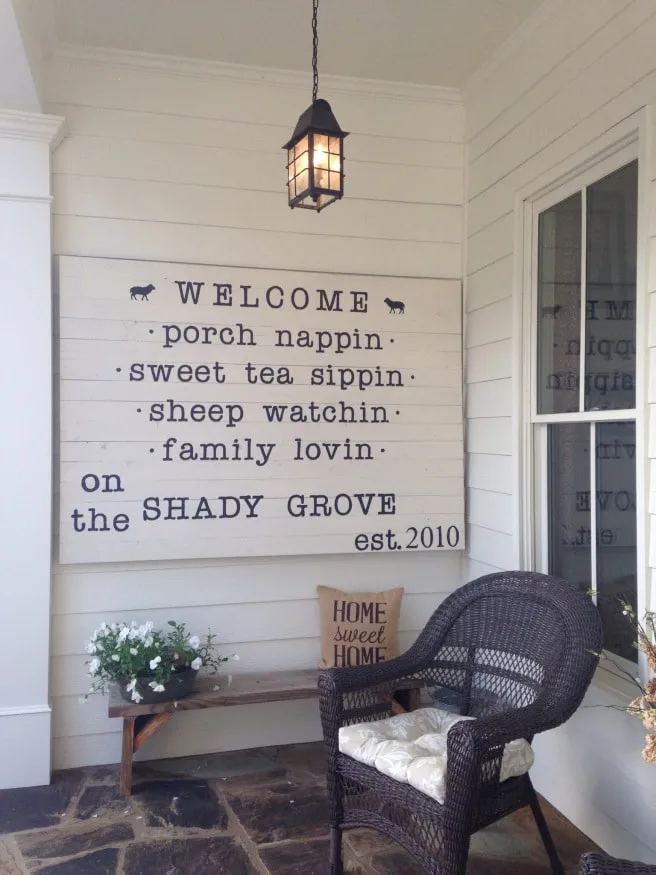 WELCOME
·porch nappin·
·sweet tea sippin·
·sheep watchin·
·family lovin·
on
the SHADY GROVE
est. 2010
HOME
sweet
HOME